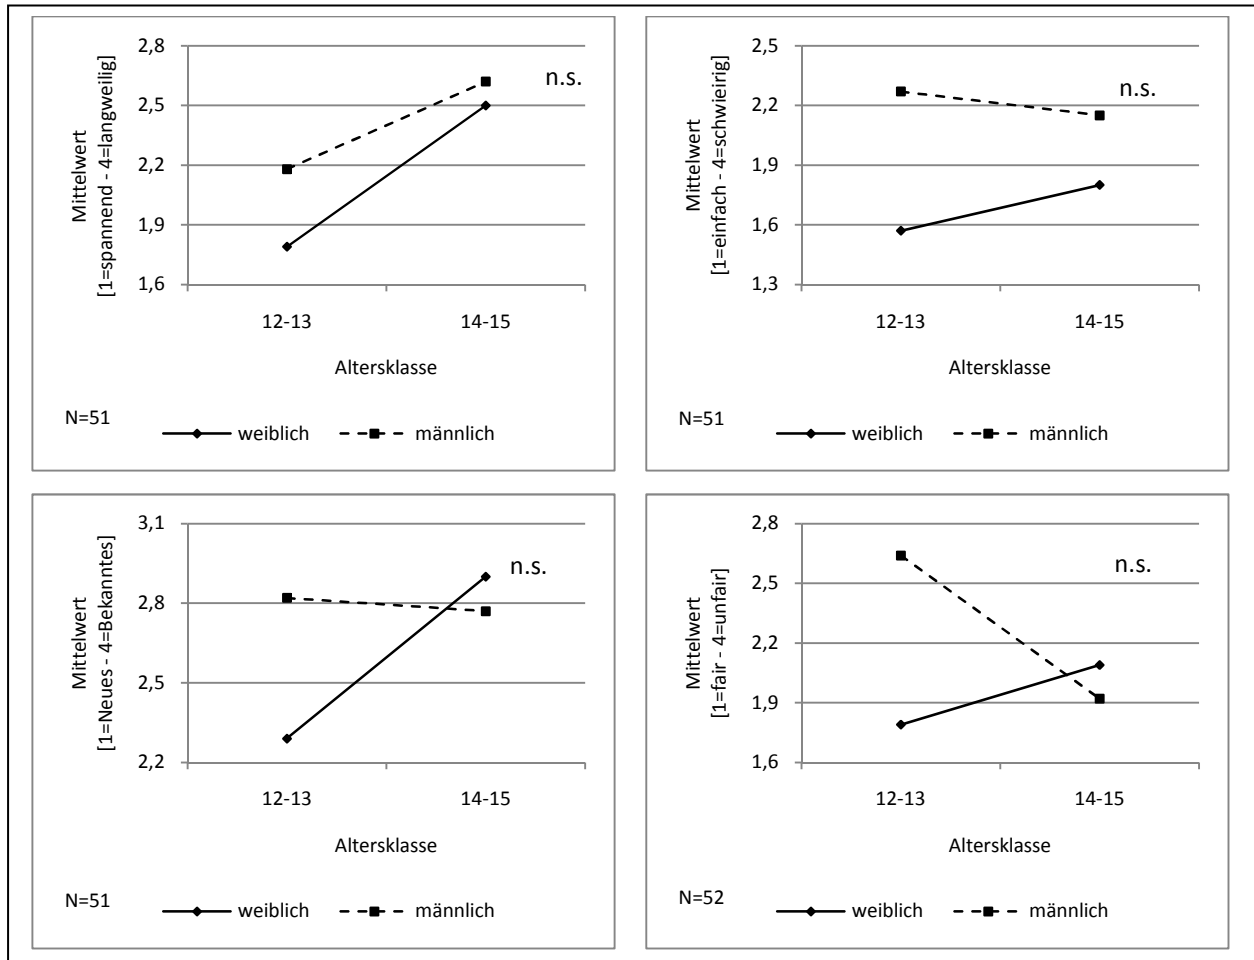 Mittelwert
[1=spannend - 4=langweilig]
2,8
2,5
2,2
1,9
1,6
n.s.
12-13 14-15
Altersklasse
N=51
weiblich männlich
Mittelwert
[1=einfach - 4=schwieirig]
2,5
2,2
1,9
1,6
1,3
n.s.
12-13 14-15
Altersklasse
N=51
weiblich männlich
Mittelwert
[1=Neues - 4=Bekanntes]
3,1
2,8
2,5
2,2
n.s.
12-13 14-15
Altersklasse
N=51
weiblich männlich
Mittelwert
[1=fair - 4=unfair]
2,8
2,5
2,2
1,9
1,6
n.s.
12-13 14-15
Altersklasse
N=52
weiblich männlich